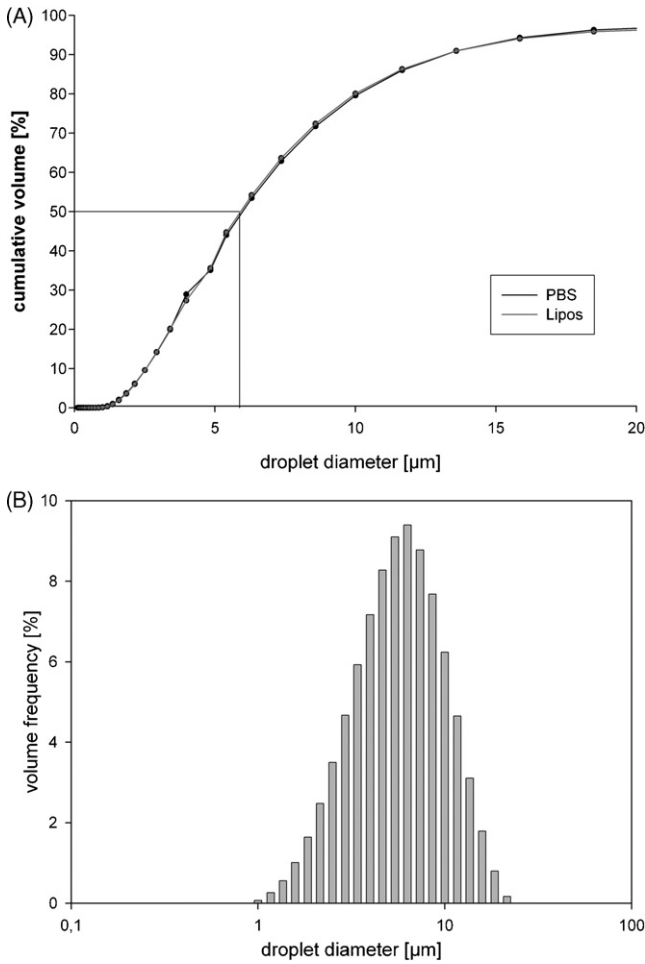 (A)
100
90
80
70
60
50
40
30
20
10
0
cumulative volume [%]
PBS
Lipos
0 5 10 15 20
droplet diameter [µm]
(B)
10
8
6
4
2
0
volume frequency [%]
0,1 1 10 100
droplet diameter [µm]